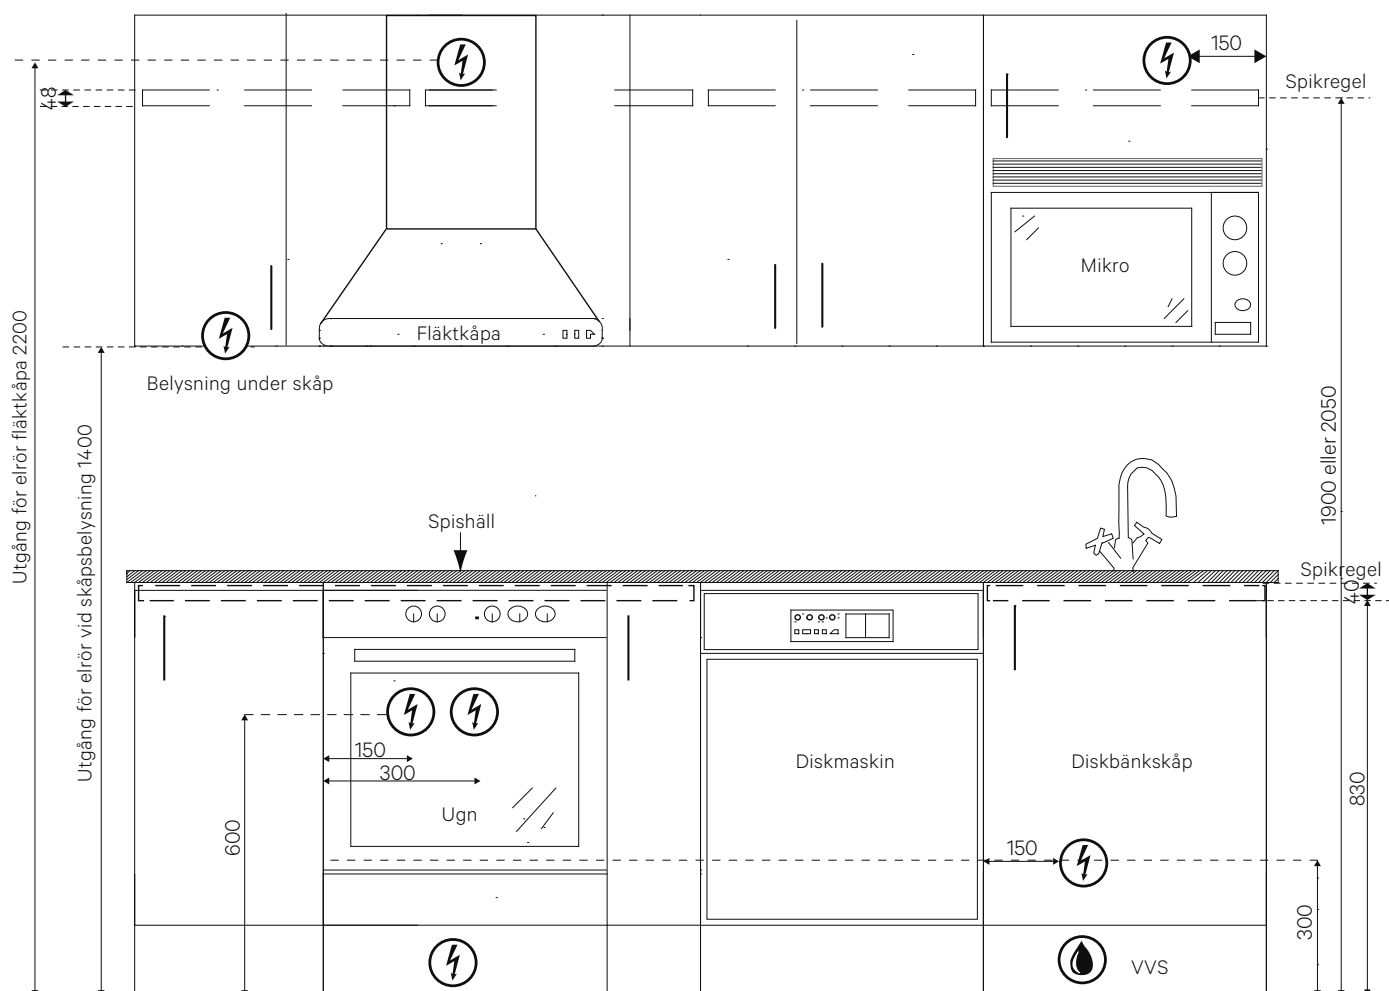 150
Spikregel
48
Mikro
Fläktkåpa
Belysning under skåp
Utgång för elrör fläktkåpa 2200
Utgång för elrör vid skåpsbelysning 1400
1900 eller 2050
Spishäll
Spikregel
40
150
300
Ugn
600
Diskmaskin
Diskbänkskåp
830
150
300
VVS